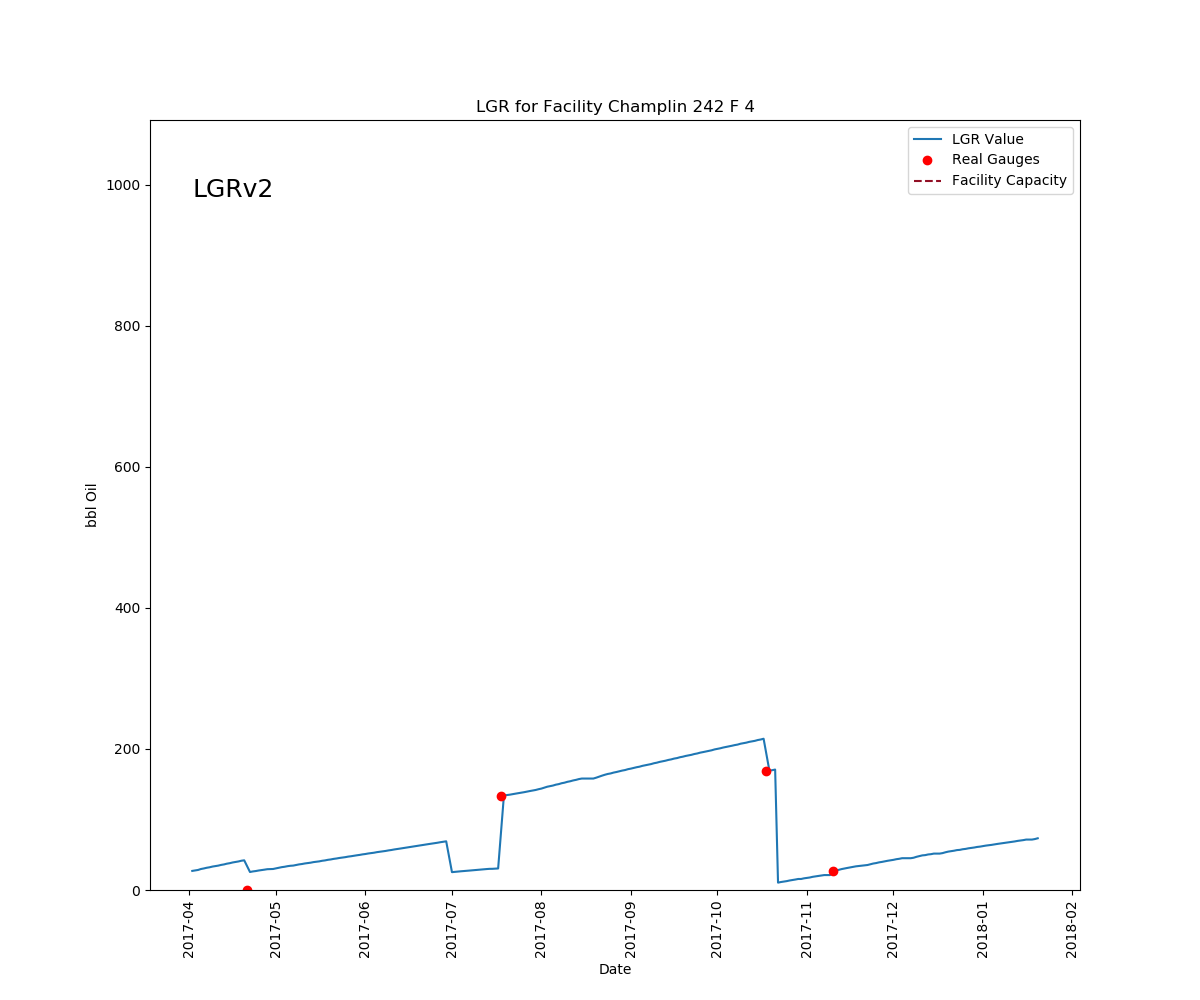 LGR for Facility Champlin 242 F 4
LGRv2
LGR Value
Real Gauges
Facility Capacity
1000
800
600
400
200
0
bbl Oil
2017-04
2017-05
2017-06
2017-07
2017-08
2017-09
2017-10
2017-11
2017-12
2018-01
2018-02
Date